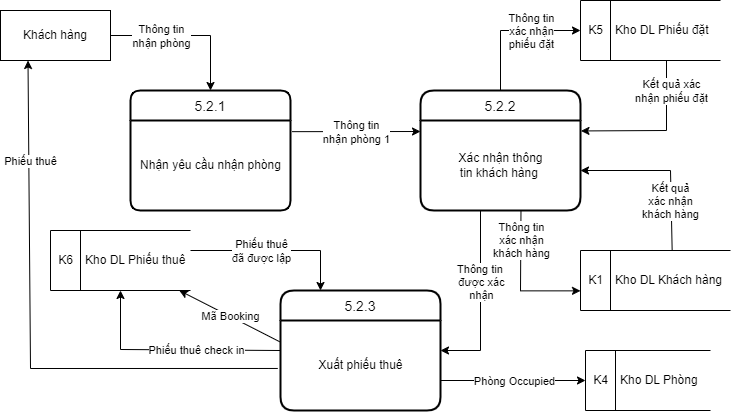 Khách hàng
Thông tin
nhận phòng
Thông tin
xác nhận
phiếu đặt
K5
Kho DL Phiếu đặt
Kết quả xác
nhận phiếu đặt
5.2.1
Nhận yêu cầu nhận phòng
Thông tin
nhận phòng 1
5.2.2
Xác nhận thông
tin khách hàng
Phiếu thuê
Kết quả
xác nhận
khách hàng
Thông tin
xác nhận
khách hàng
K1
Kho DL Khách hàng
K6
Kho DL Phiếu thuê
Phiếu thuê
đã được lập
Thông tin
được xác
nhận
Mã Booking
5.2.3
Xuất phiếu thuê
Phiếu thuê check in
Phòng Occupied
K4
Kho DL Phòng